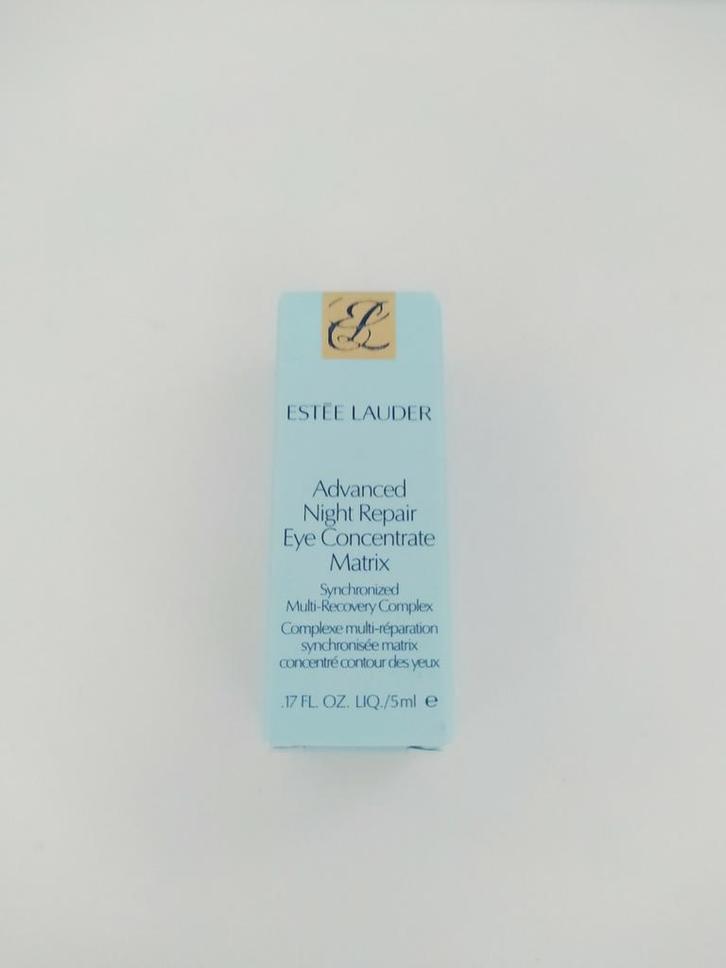 EL
ESTĒE LAUDER
Advanced
Night Repair
Eye Concentrate
Matrix
Synchronized
Multi-Recovery Complex
Complexe multi-réparation
synchronisée matrix
concentré contour des yeux
.17 FL. OZ. LIQ./5ml e